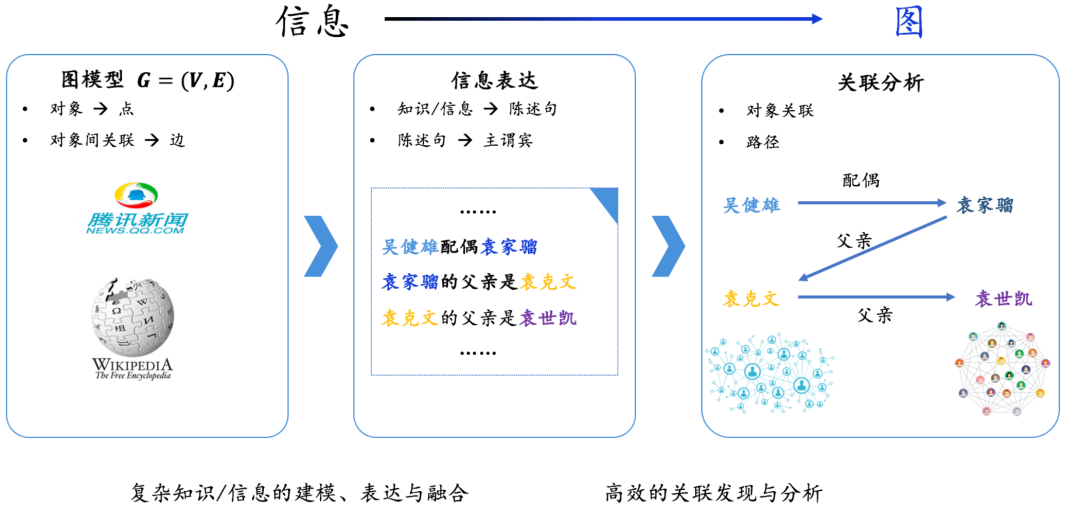 信息
图
图模型 G = (V, E)
• 对象 → 点
• 对象间关联 → 边
腾讯新闻
NEWS.QQ.COM
WIKIPEDIA
The Free Encyclopedia
信息表达
• 知识/信息 → 陈述句
• 陈述句 → 主谓宾
……
吴健雄配偶袁家骝
袁家骝的父亲是袁克文
袁克文的父亲是袁世凯
……
关联分析
• 对象关联
• 路径
吴健雄
配偶
袁家骝
父亲
袁克文
父亲
袁世凯
复杂知识/信息的建模、表达与融合
高效的关联发现与分析